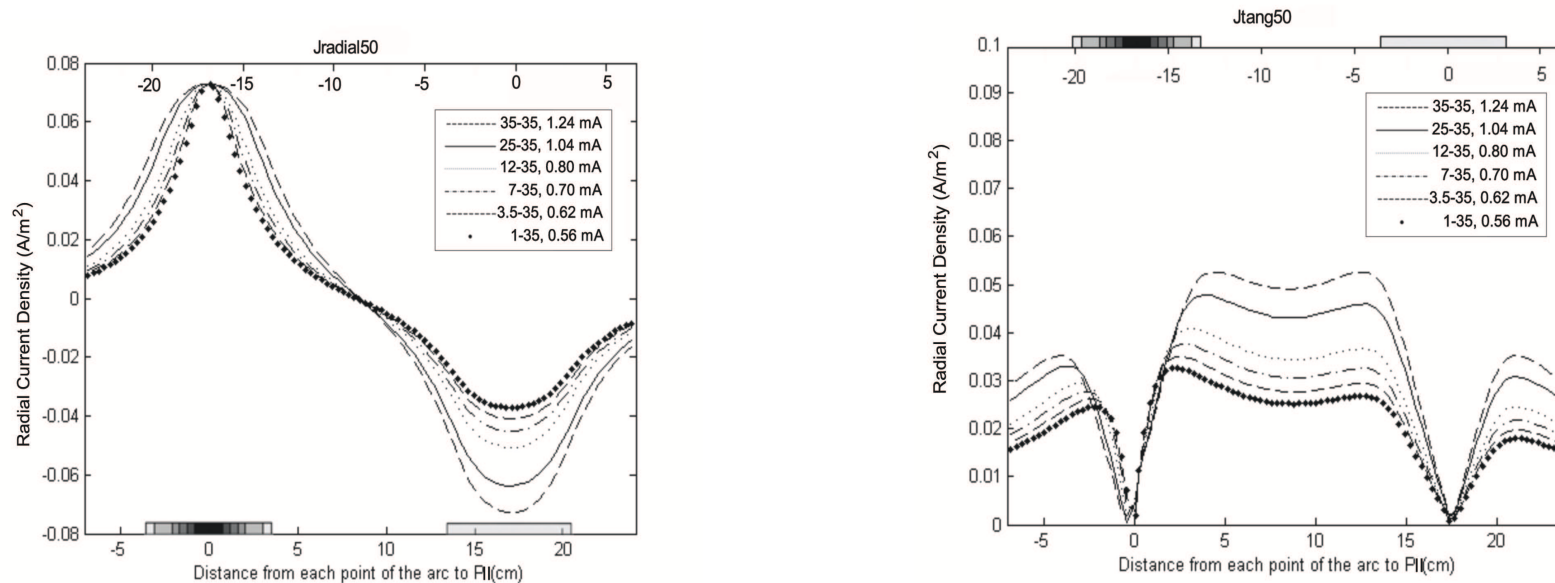 Jradial50
0.08
-20 -15 -10 -5 0 5
0.06
0.04
0.02
0
-0.02
-0.04
-0.06
-0.08
Radial Current Density (A/m²)
35-35, 1.24 mA
25-35, 1.04 mA
12-35, 0.80 mA
7-35, 0.70 mA
3.5-35, 0.62 mA
1-35, 0.56 mA
-5 0 5 10 15 20
Distance from each point of the arc to PII(cm)
Jtang50
0.1
-20 -15 -10 -5 0 5
0.09
0.08
0.07
0.06
0.05
0.04
0.03
0.02
0.01
0
Radial Current Density (A/m²)
35-35, 1.24 mA
25-35, 1.04 mA
12-35, 0.80 mA
7-35, 0.70 mA
3.5-35, 0.62 mA
1-35, 0.56 mA
-5 0 5 10 15 20
Distance from each point of the arc to PII(cm)